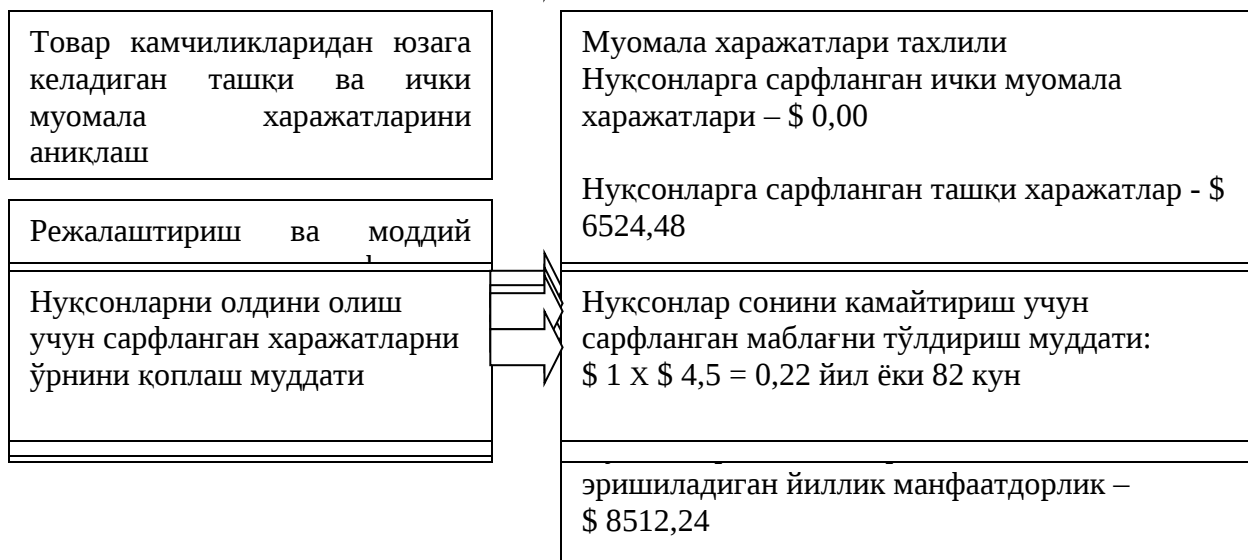 Товар камчиликларидан юзага
келадиган ташқи ва ички
муомала харажатларини
аниқлаш
Режалаштириш ва моддий
Нуқсонларни олдини олиш
учун сарфланган харажатларни
ўрнини қоплаш муддати
Муомала харажатлари тахлили
Нуқсонларга сарфланган ички муомала
харажатлари – $ 0,00
Нуқсонларга сарфланган ташқи харажатлар - $
6524,48
Нуқсонлар сонини камайтириш учун
сарфланган маблағни тўлдириш муддати:
$ 1 X $ 4,5 = 0,22 йил ёки 82 кун
эришиладиган йиллик манфаатдорлик –
$ 8512,24